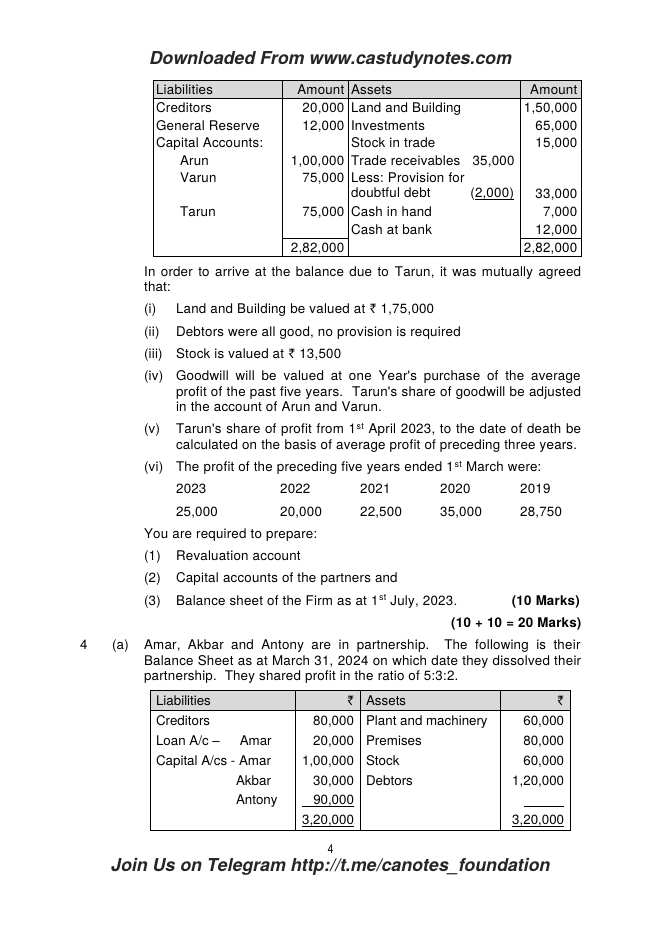 Downloaded From www.castudynotes.com
Liabilities Amount Assets Amount
Creditors 20,000 Land and Building 1,50,000
General Reserve 12,000 Investments 65,000
Capital Accounts: Stock in trade 15,000
Arun 1,00,000 Trade receivables 35,000
Varun 75,000 Less: Provision for
doubtful debt (2,000) 33,000
Tarun 75,000 Cash in hand 7,000
Cash at bank 12,000
2,82,000 2,82,000
In order to arrive at the balance due to Tarun, it was mutually agreed
that:
(i) Land and Building be valued at ₹ 1,75,000
(ii) Debtors were all good, no provision is required
(iii) Stock is valued at ₹ 13,500
(iv) Goodwill will be valued at one Year's purchase of the average
profit of the past five years. Tarun's share of goodwill be adjusted
in the account of Arun and Varun.
(v) Tarun's share of profit from 1st April 2023, to the date of death be
calculated on the basis of average profit of preceding three years.
(vi) The profit of the preceding five years ended 1st March were:
2023 2022 2021 2020 2019
25,000 20,000 22,500 35,000 28,750
You are required to prepare:
(1) Revaluation account
(2) Capital accounts of the partners and
(3) Balance sheet of the Firm as at 1st July, 2023. (10 Marks)
(10 + 10 = 20 Marks)
4 (a) Amar, Akbar and Antony are in partnership. The following is their
Balance Sheet as at March 31, 2024 on which date they dissolved their
partnership. They shared profit in the ratio of 5:3:2.
Liabilities ₹ Assets ₹
Creditors 80,000 Plant and machinery 60,000
Loan A/c – Amar 20,000 Premises 80,000
Capital A/cs - Amar 1,00,000 Stock 60,000
Akbar 30,000 Debtors 1,20,000
Antony 90,000
3,20,000 3,20,000
4
Join Us on Telegram http://t.me/canotes_foundation